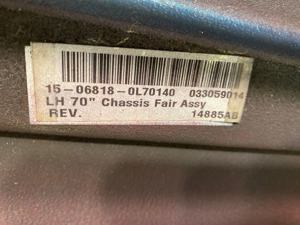 15-06818-0L70140 033059014
LH 70" Chassis Fair Assy
REV. 14885AB